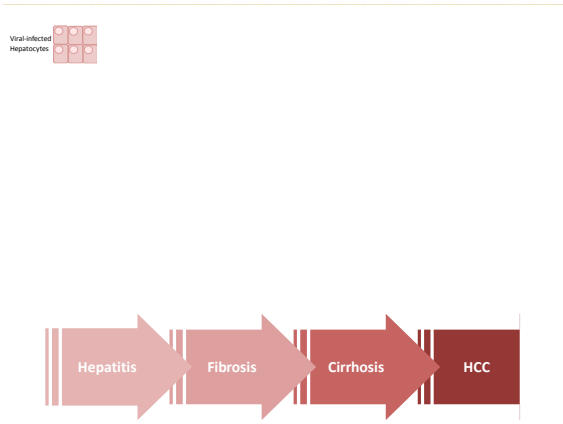 Viral-infected
Hepatocytes
Hepatitis
Fibrosis
Cirrhosis
HCC